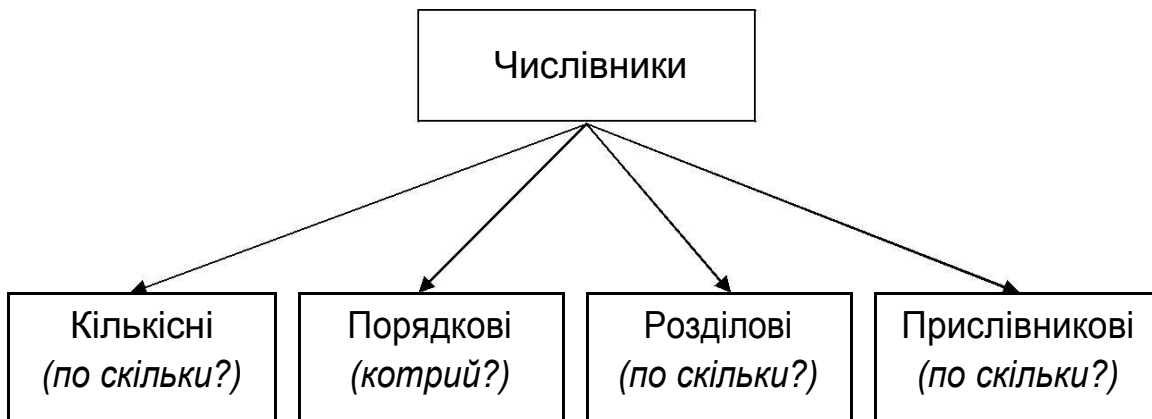 Числівники
Кількісні
(по скільки?)
Порядкові
(котрий?)
Розділові
(по скільки?)
Прислівникові
(по скільки?)